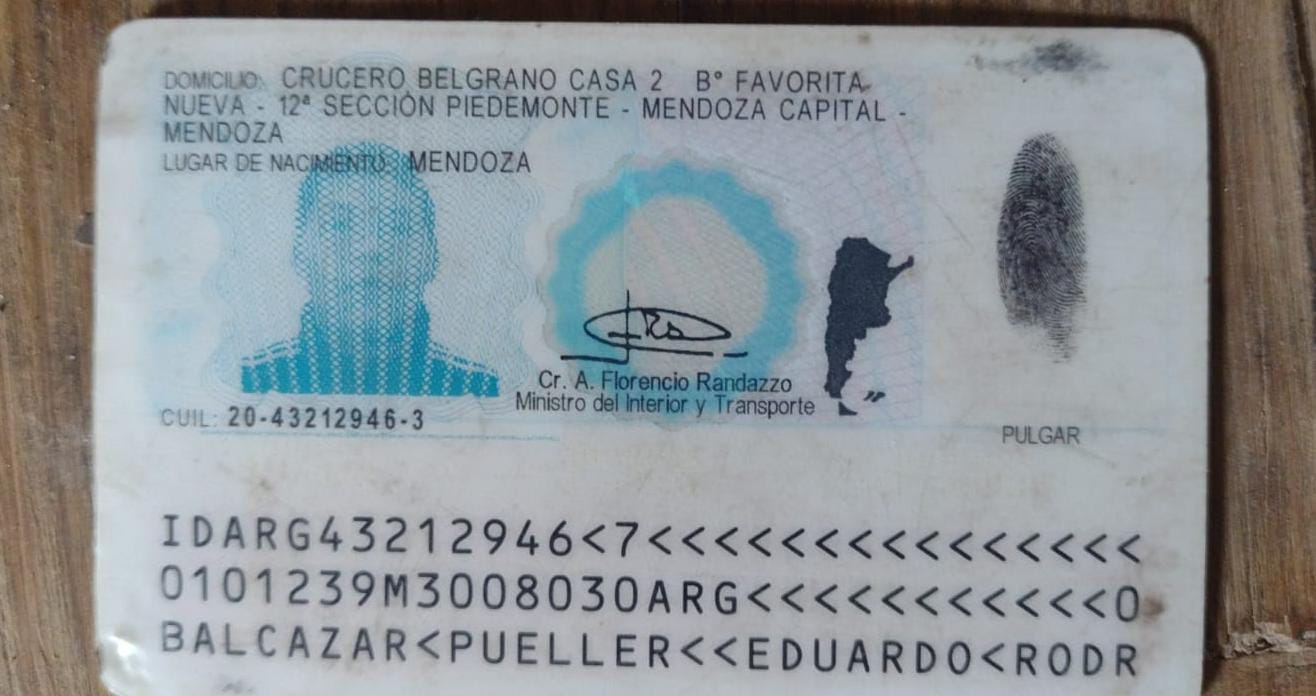 DOMICILIO: CRUCERO BELGRANO CASA 2 B° FAVORITA
NUEVA - 12ª SECCIÓN PIEDEMONTE - MENDOZA CAPITAL -
MENDOZA
LUGAR DE NACIMIENTO: MENDOZA
Cr. A. Florencio Randazzo
Ministro del Interior y Transporte
CUIL: 20-43212946-3
PULGAR
IDARG43212946<7<<<<<<<<<<<<<<<
0101239M3008030ARG<<<<<<<<<<<0
BALCAZAR<PUELLER<<EDUARDO<RODR